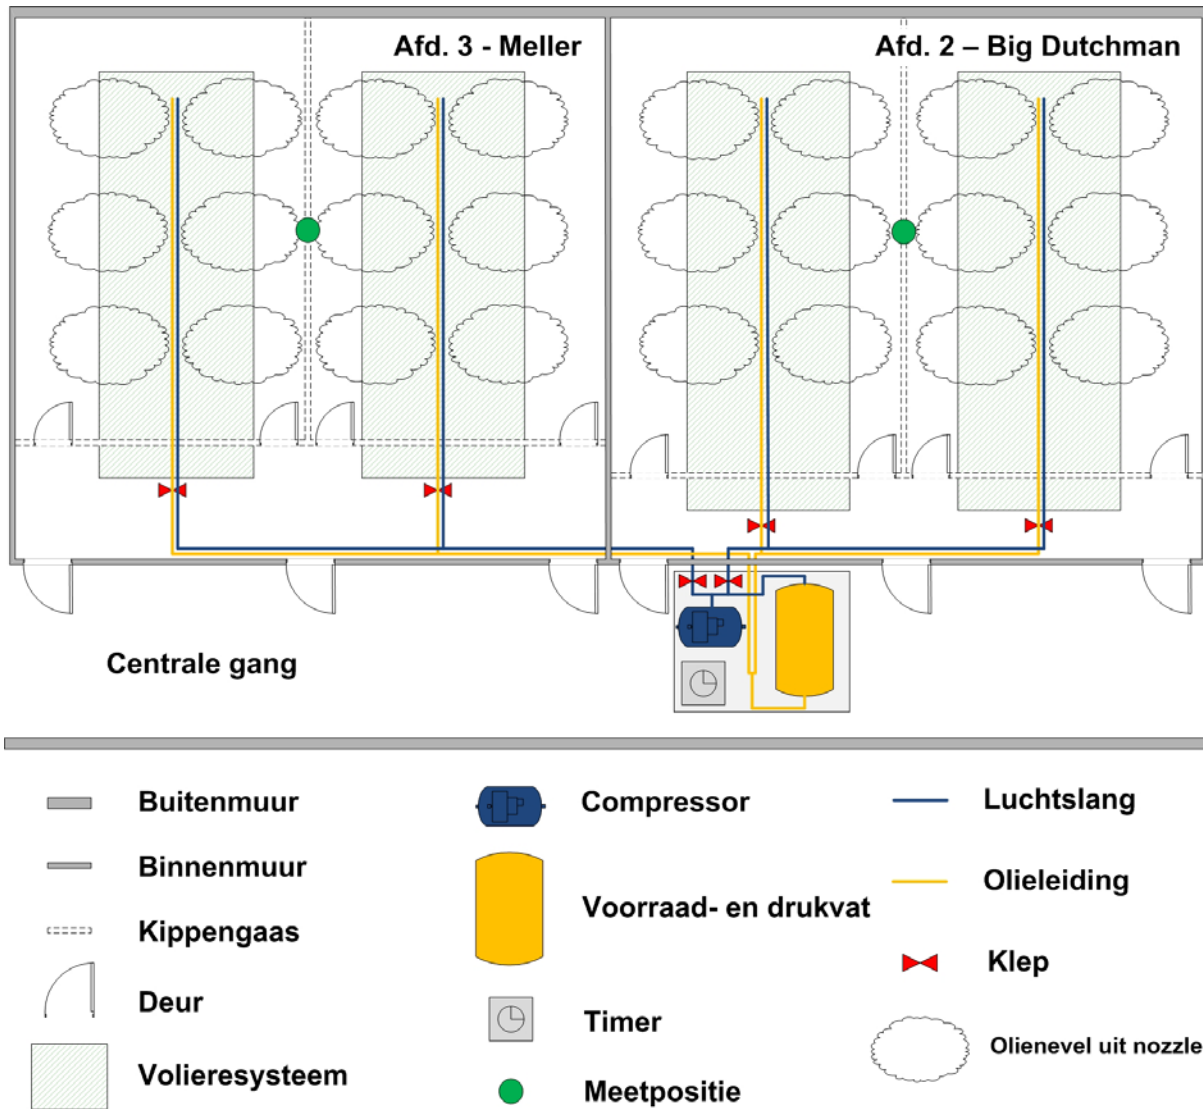 Afd. 3 - Meller
Afd. 2 – Big Dutchman
Centrale gang
Buitenmuur
Binnenmuur
Kippengaas
Deur
Volieresysteem
Compressor
Voorraad- en drukvat
Timer
Meetpositie
Luchtslang
Olieleiding
Klep
Olienevel uit nozzle